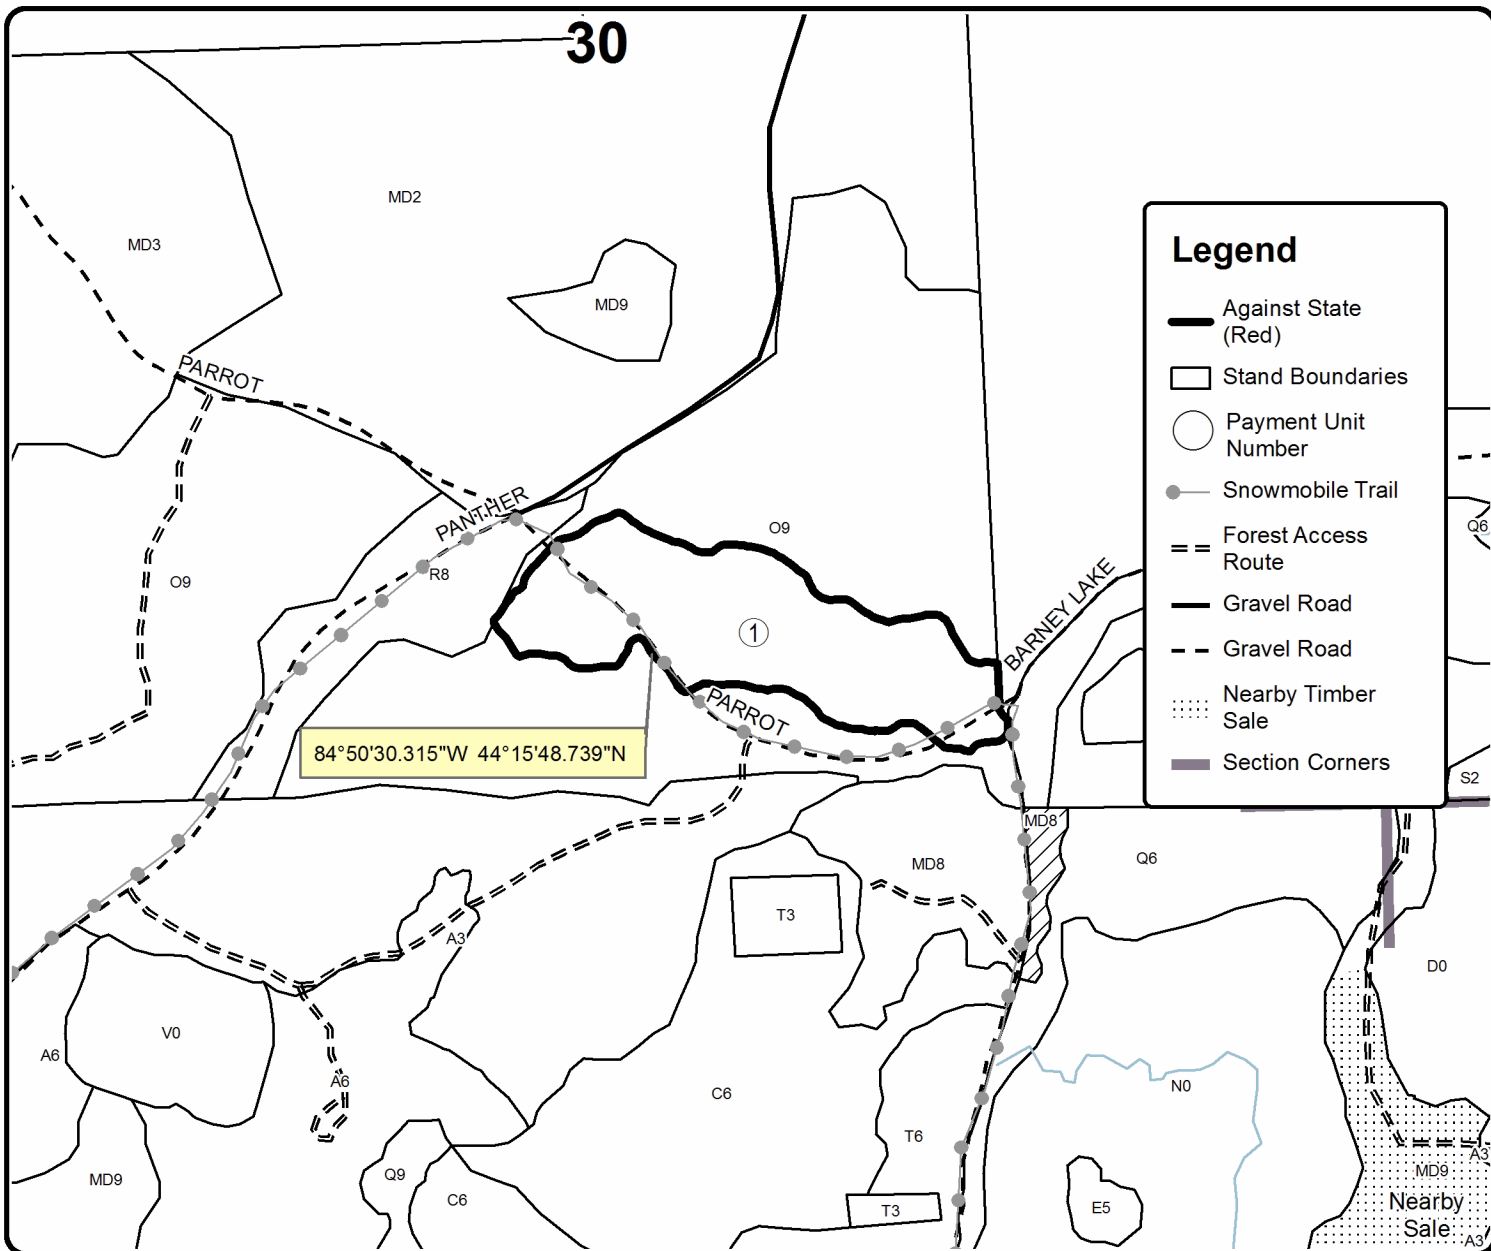 30
MD2
MD3
MD9
PARROT
PANTHER
R8
O9
O9
Q6
BARNEY LAKE
1
PARROT
84°50'30.315"W 44°15'48.739"N
Legend
Against State
(Red)
Stand Boundaries
Payment Unit
Number
Snowmobile Trail
Forest Access
Route
Gravel Road
Gravel Road
Nearby Timber
Sale
Section Corners
S2
MD8
MD8
Q6
T3
A3
D0
V0
A6
A6
C6
N0
T6
A3
MD9
Q9
C6
MD9
T3
E5
Nearby
Sale
A3